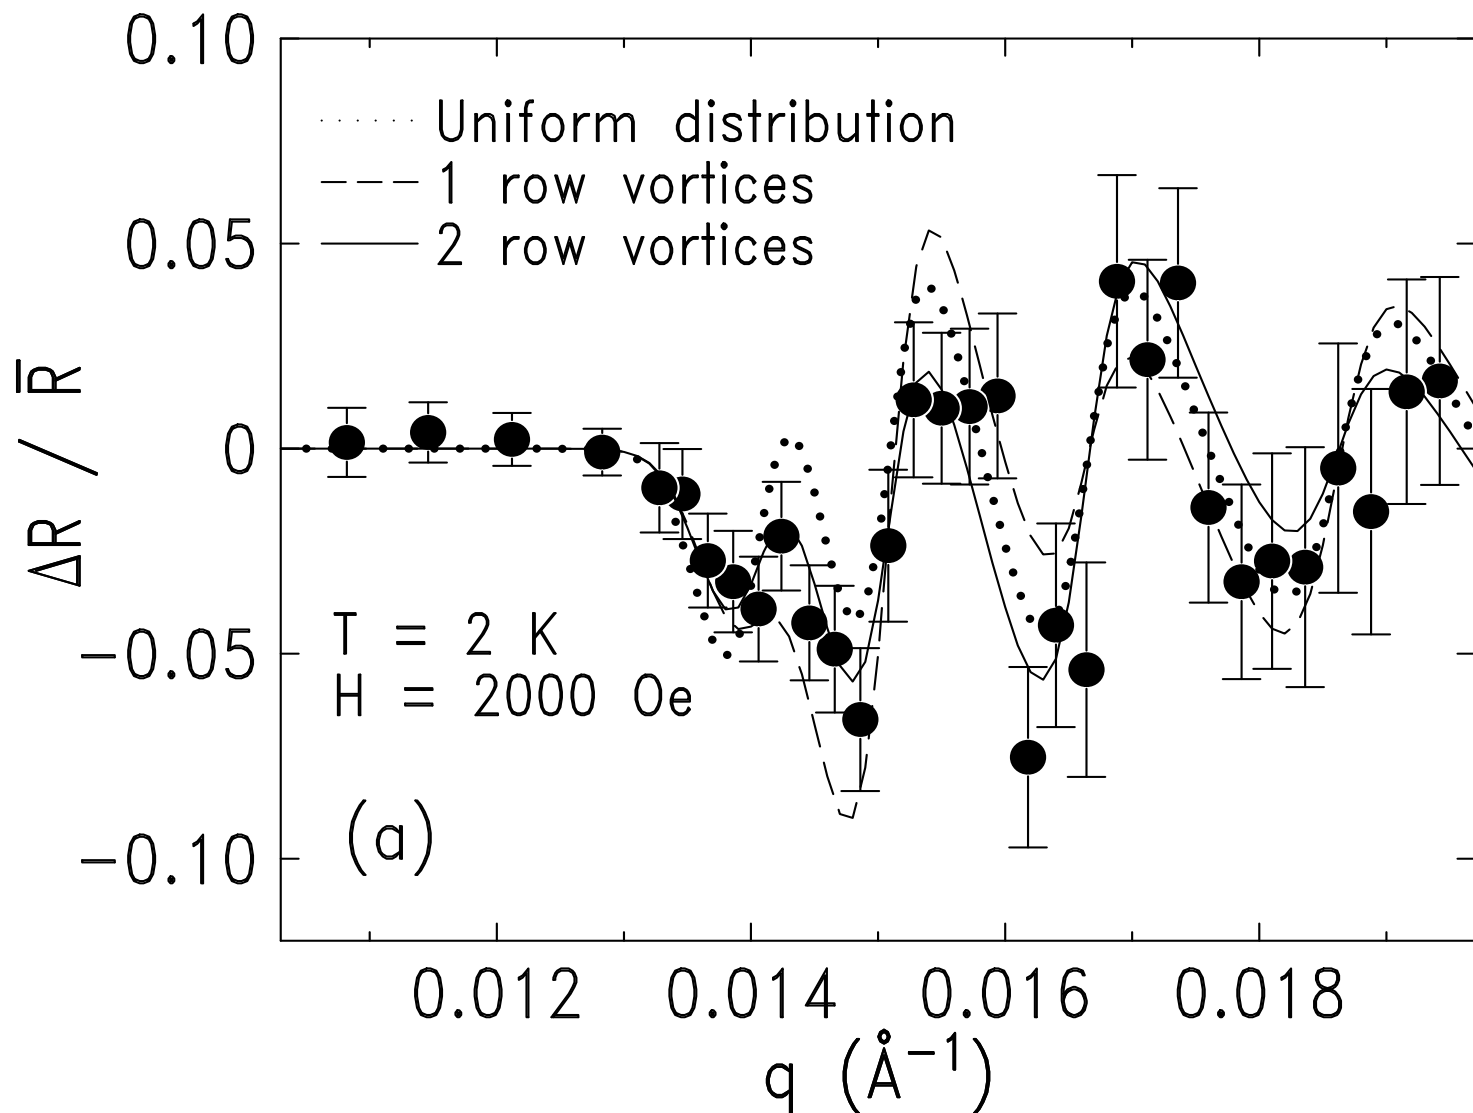 0.10
0.05
0
−0.05
−0.10
ΔR / R̅
Uniform distribution
1 row vortices
2 row vortices
T = 2 K
H = 2000 Oe
(a)
0.012 0.014 0.016 0.018
q (Å⁻¹)